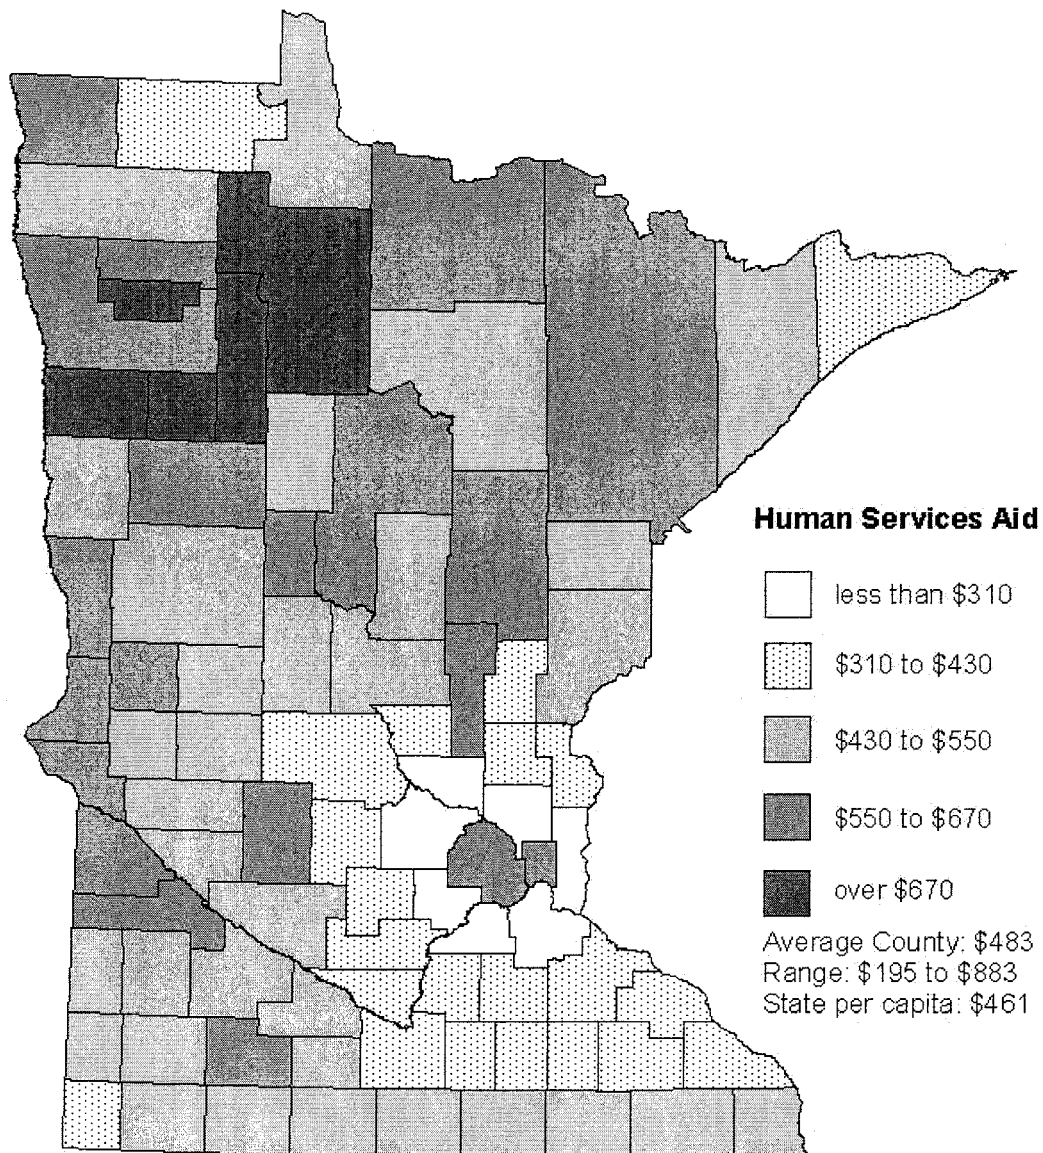 Human Services Aid
less than $310
$310 to $430
$430 to $550
$550 to $670
over $670
Average County: $483
Range: $195 to $883
State per capita: $461